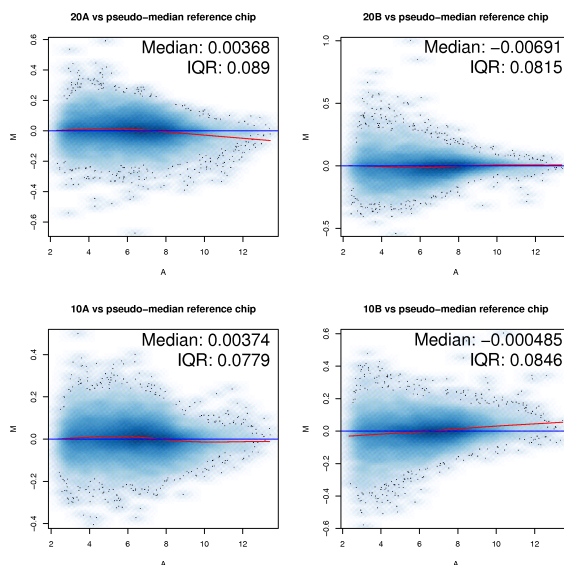 20A vs pseudo−median reference chip
Median: 0.00368
IQR: 0.089
M
0.6
0.4
0.2
0.0
−0.2
−0.4
−0.6
2 4 6 8 10 12
A
20B vs pseudo−median reference chip
Median: −0.00691
IQR: 0.0815
M
1.0
0.5
0.0
−0.5
2 4 6 8 10 12
A
10A vs pseudo−median reference chip
Median: 0.00374
IQR: 0.0779
M
0.4
0.2
0.0
−0.2
−0.4
2 4 6 8 10 12
A
10B vs pseudo−median reference chip
Median: −0.000485
IQR: 0.0846
M
0.6
0.4
0.2
0.0
−0.2
−0.4
−0.6
2 4 6 8 10 12
A